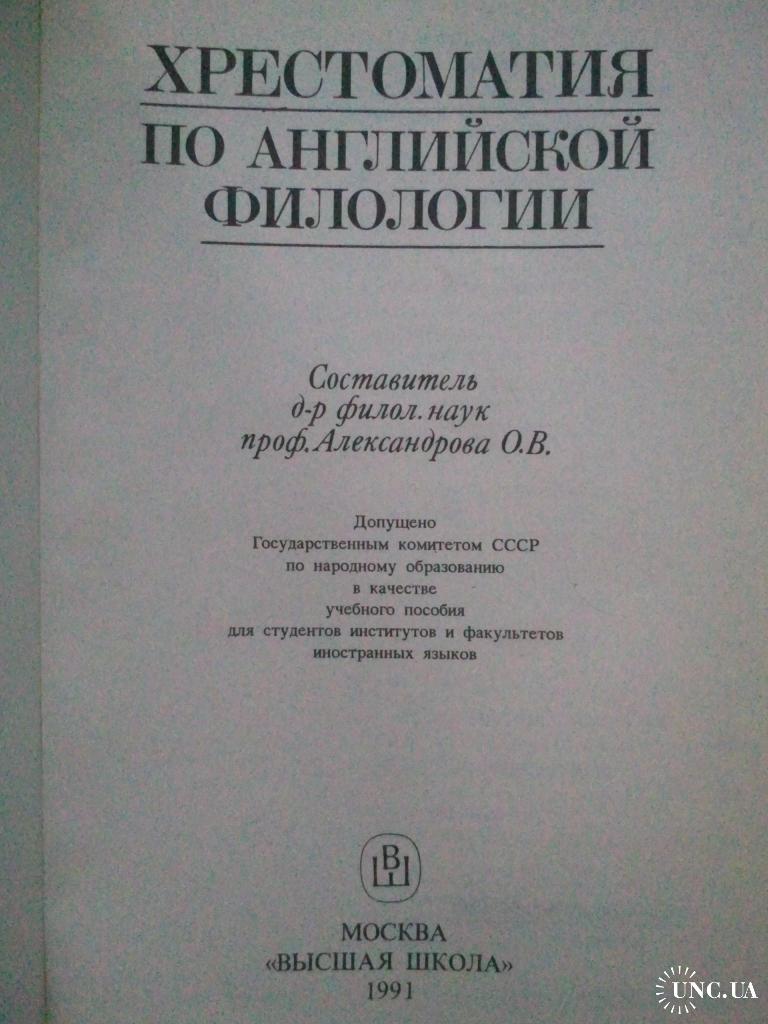 ХРЕСТОМАТИЯ
ПО АНГЛИЙСКОЙ
ФИЛОЛОГИИ
Составитель
д-р филол. наук
проф. Александрова О.В.
Допущено
Государственным комитетом СССР
по народному образованию
в качестве
учебного пособия
для студентов институтов и факультетов
иностранных языков
ВШ
МОСКВА
«ВЫСШАЯ ШКОЛА»
1991
UNC.UA